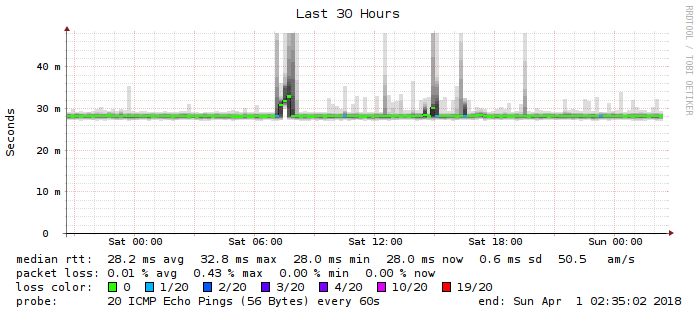 Last 30 Hours
RRDTOOL / TOBI OETIKER
Seconds
40 m
30 m
20 m
10 m
0
Sat 00:00 Sat 06:00 Sat 12:00 Sat 18:00 Sun 00:00
median rtt: 28.2 ms avg 32.8 ms max 28.0 ms min 28.0 ms now 0.6 ms sd 50.5 am/s
packet loss: 0.01 % avg 0.43 % max 0.00 % min 0.00 % now
loss color: 0 1/20 2/20 3/20 4/20 10/20 19/20
probe: 20 ICMP Echo Pings (56 Bytes) every 60s end: Sun Apr 1 02:35:02 2018